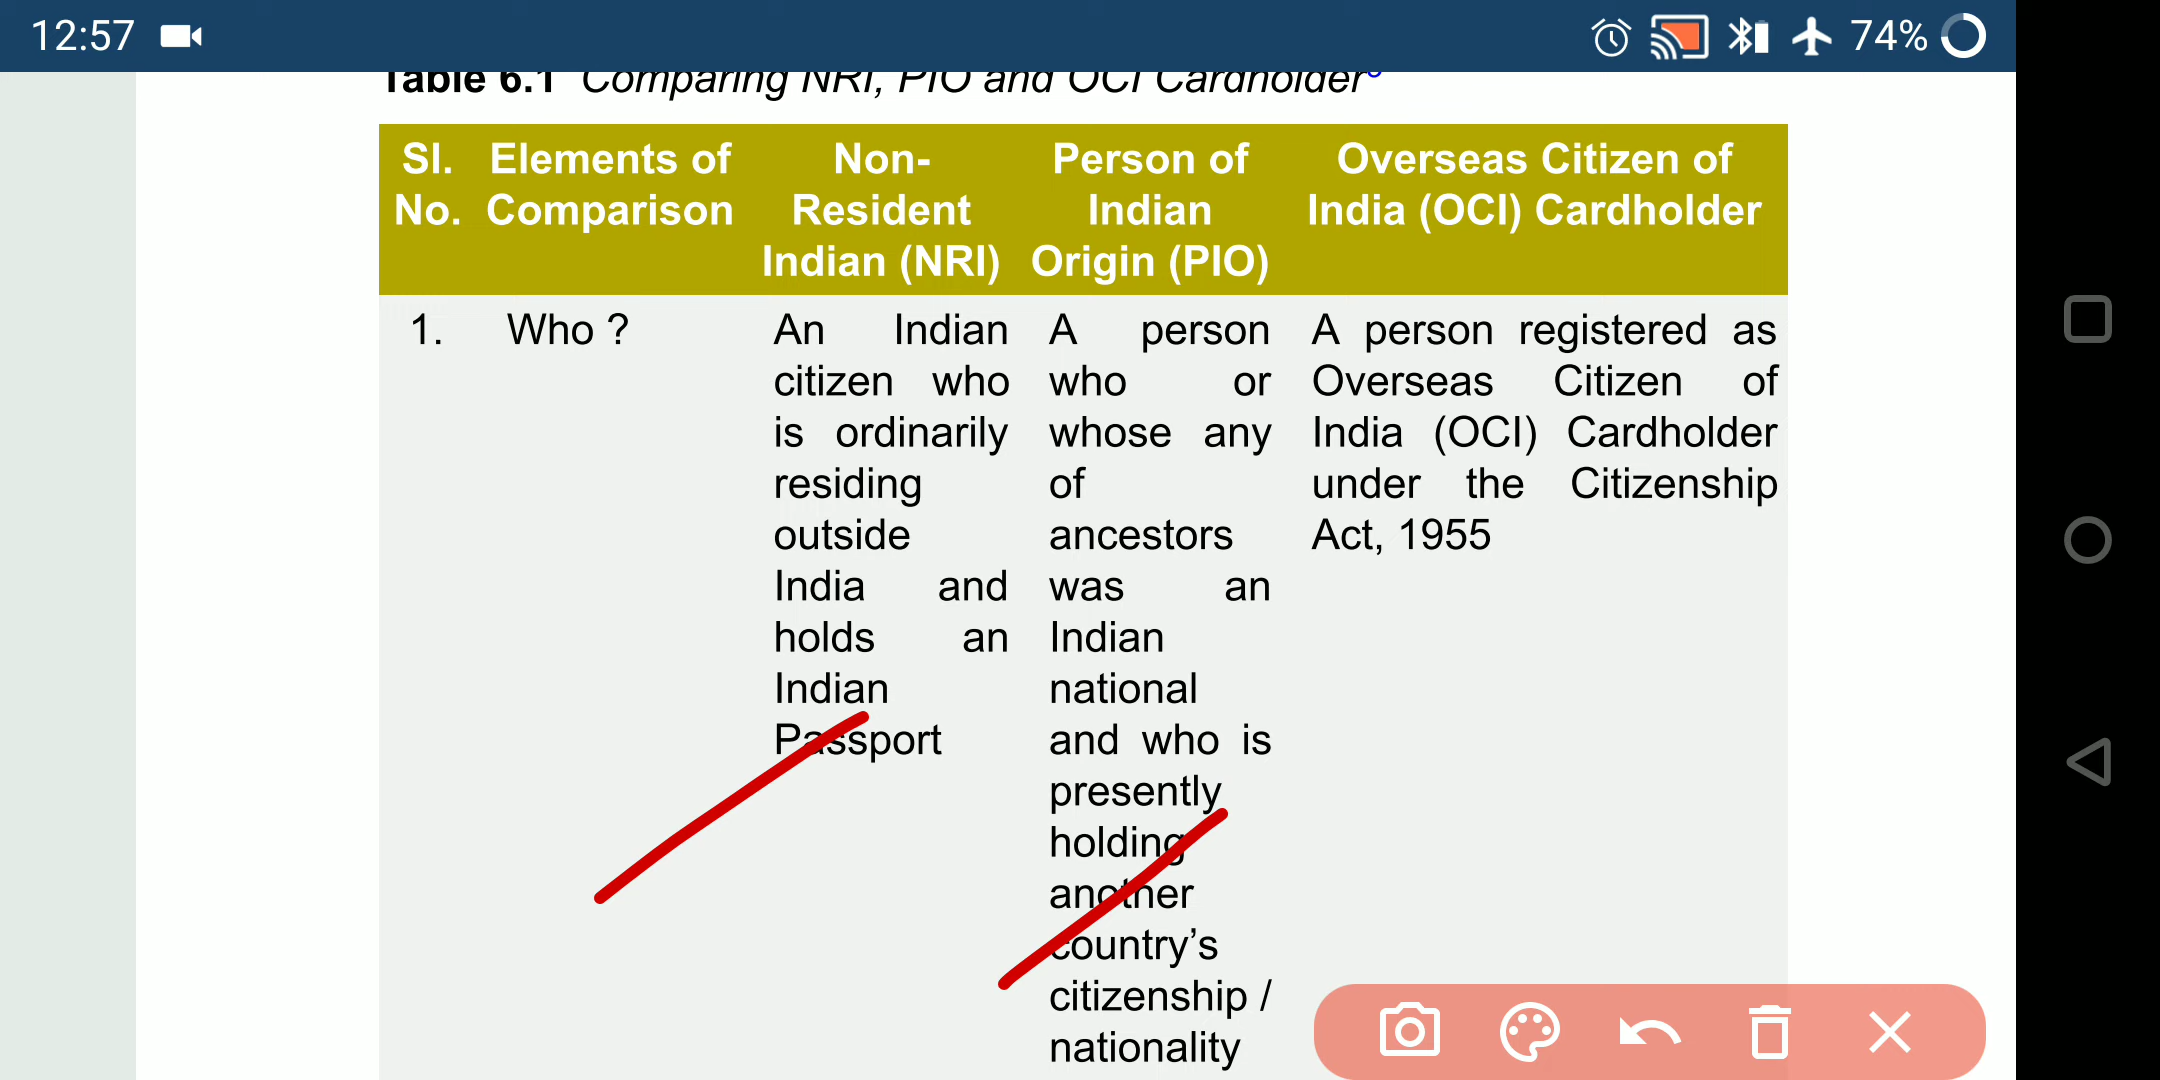 12:57 74%
Table 6.1 Comparing NRI, PIO and OCI Cardholder
Sl. No. Elements of Comparison Non-Resident Indian (NRI) Person of Indian Origin (PIO) Overseas Citizen of India (OCI) Cardholder
1. Who ?
An Indian
citizen who
is ordinarily
residing
outside
India and
holds an
Indian
Passport
A person
who or
whose any
of
ancestors
was an
Indian
national
and who is
presently
holding
another
country’s
citizenship /
nationality
A person registered as
Overseas Citizen of
India (OCI) Cardholder
under the Citizenship
Act, 1955